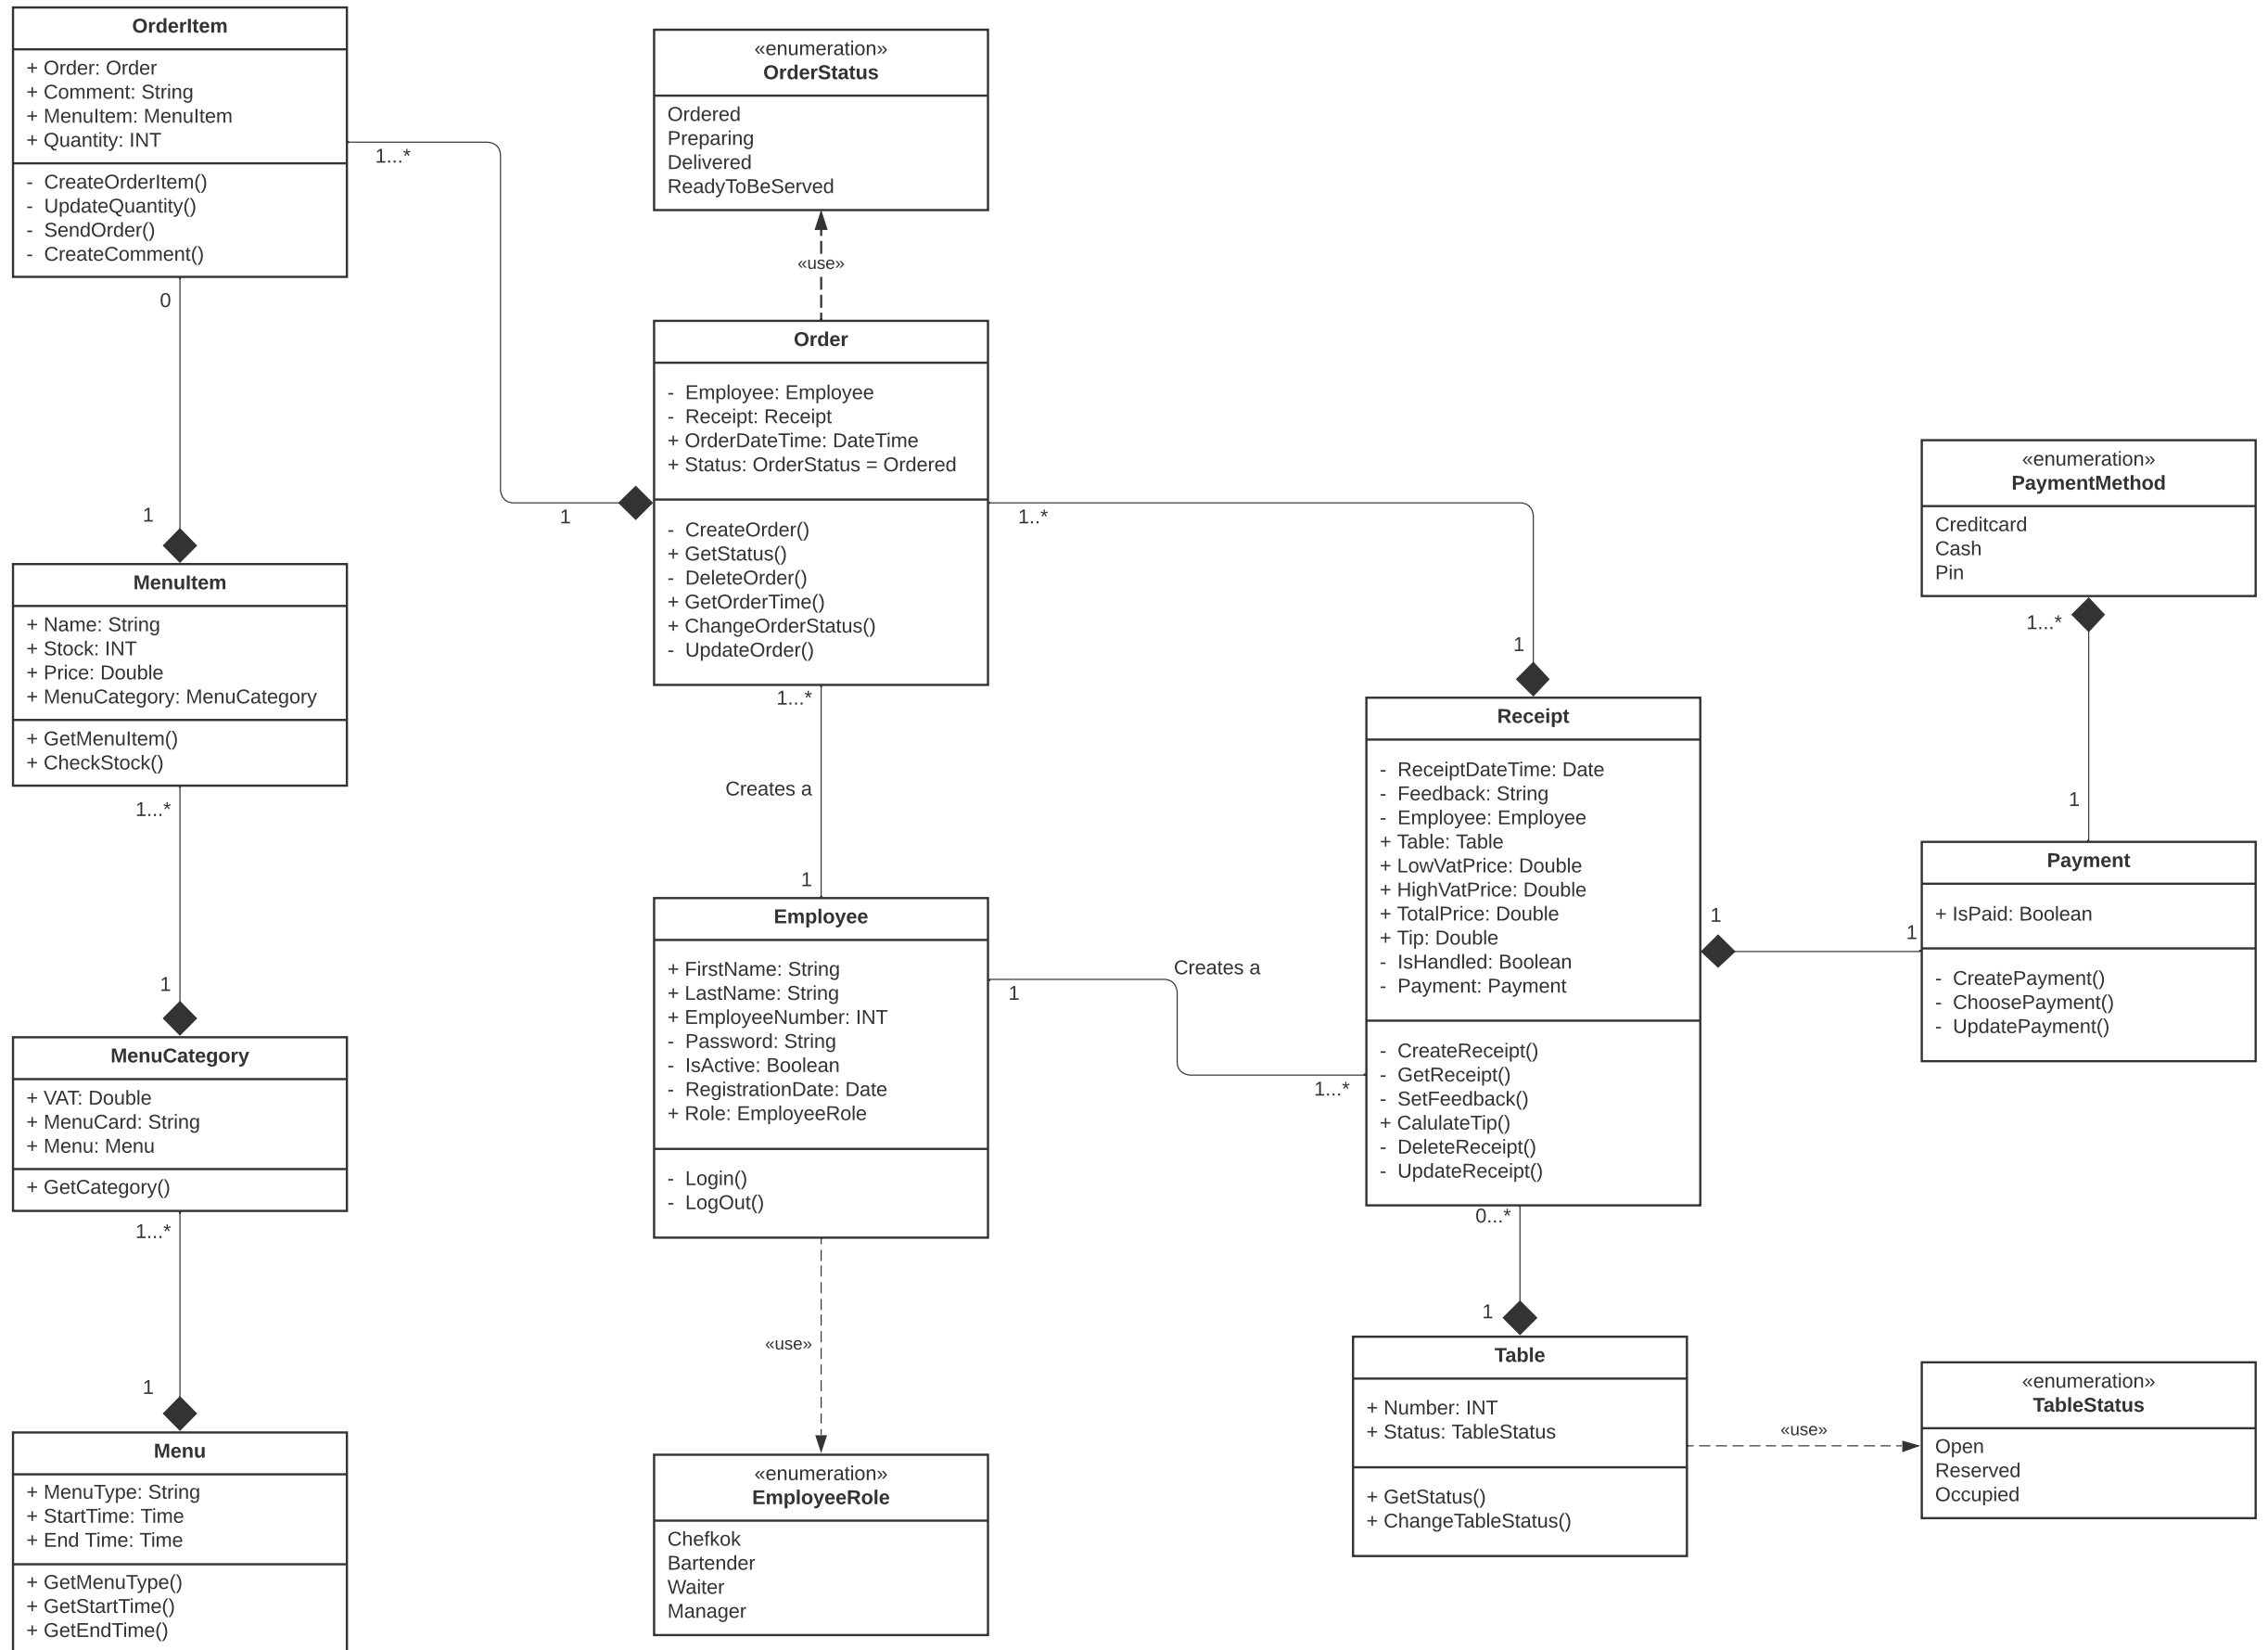 OrderItem
+ Order: Order
+ Comment: String
+ MenuItem: MenuItem
+ Quantity: INT
- CreateOrderItem()
- UpdateQuantity()
- SendOrder()
- CreateComment()
1...*
0
1
«enumeration»
OrderStatus
Ordered
Preparing
Delivered
ReadyToBeServed
«use»
Order
- Employee: Employee
- Receipt: Receipt
+ OrderDateTime: DateTime
+ Status: OrderStatus = Ordered
- CreateOrder()
+ GetStatus()
- DeleteOrder()
+ GetOrderTime()
+ ChangeOrderStatus()
- UpdateOrder()
1
1..*
1
1...*
Creates a
1
MenuItem
+ Name: String
+ Stock: INT
+ Price: Double
+ MenuCategory: MenuCategory
+ GetMenuItem()
+ CheckStock()
1...*
1
MenuCategory
+ VAT: Double
+ MenuCard: String
+ Menu: Menu
+ GetCategory()
1...*
1
Menu
+ MenuType: String
+ StartTime: Time
+ End Time: Time
+ GetMenuType()
+ GetStartTime()
+ GetEndTime()
Employee
+ FirstName: String
+ LastName: String
+ EmployeeNumber: INT
- Password: String
- IsActive: Boolean
- RegistrationDate: Date
+ Role: EmployeeRole
- Login()
- LogOut()
1
Creates a
1...*
«use»
«enumeration»
EmployeeRole
Chefkok
Bartender
Waiter
Manager
Receipt
- ReceiptDateTime: Date
- Feedback: String
- Employee: Employee
+ Table: Table
+ LowVatPrice: Double
+ HighVatPrice: Double
+ TotalPrice: Double
+ Tip: Double
- IsHandled: Boolean
- Payment: Payment
- CreateReceipt()
- GetReceipt()
- SetFeedback()
+ CalulateTip()
- DeleteReceipt()
- UpdateReceipt()
0...*
1
Table
+ Number: INT
+ Status: TableStatus
+ GetStatus()
+ ChangeTableStatus()
«use»
«enumeration»
PaymentMethod
Creditcard
Cash
Pin
1...*
1
Payment
+ IsPaid: Boolean
- CreatePayment()
- ChoosePayment()
- UpdatePayment()
1
1
«enumeration»
TableStatus
Open
Reserved
Occupied